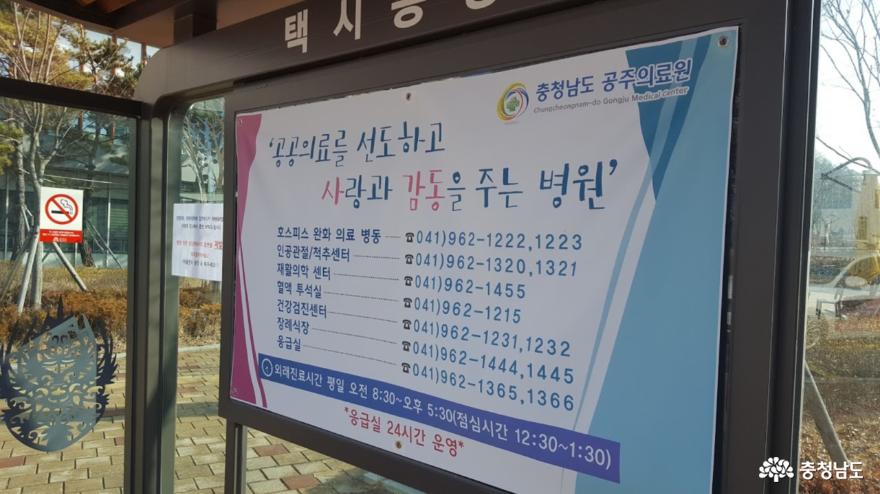 택시승강
충청남도 공주의료원
Chungcheongnam-do Gongju Medical Center
'공공의료를 선도하고
사랑과 감동을 주는 병원'
호스피스 완화 의료 병동 ☎041)962-1222,1223
인공관절/척추센터 ☎041)962-1320,1321
재활의학 센터 ☎041)962-1455
혈액 투석실 ☎041)962-1215
건강검진센터 ☎041)962-1231,1232
장례식장 ☎041)962-1444,1445
응급실 ☎041)962-1365,1366
외래진료시간 평일 오전 8:30~오후 5:30(점심시간 12:30~1:30)
*응급실 24시간 운영*
충청남도